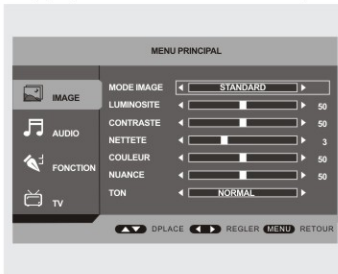 MENU PRINCIPAL
IMAGE
AUDIO
FONCTION
TV
MODE IMAGE STANDARD
LUMINOSITE 50
CONTRASTE 50
NETTETE 3
COULEUR 50
NUANCE 50
TON NORMAL
DPLACE REGLER MENU RETOUR